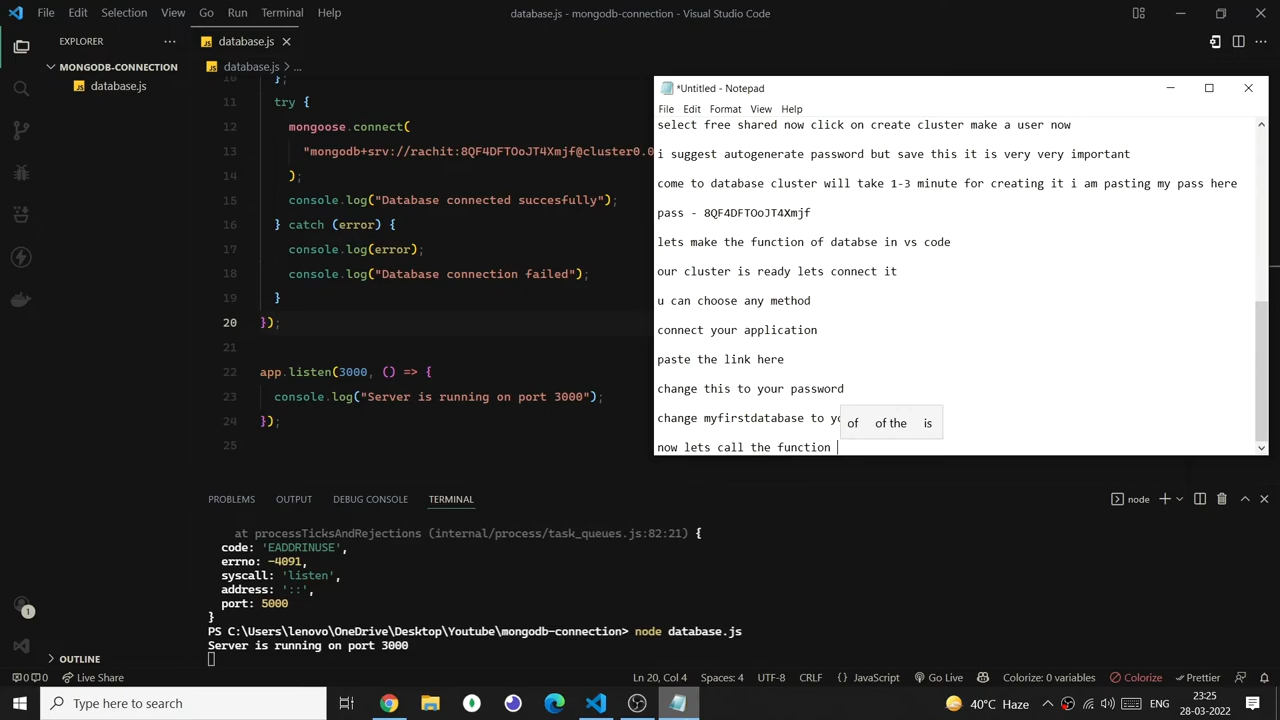 File Edit Selection View Go Run Terminal Help
database.js - mongodb-connection - Visual Studio Code
EXPLORER
MONGODB-CONNECTION
JS database.js
JS database.js
JS database.js > ...
10 };
11 try {
12 mongoose.connect(
13 "mongodb+srv://rachit:8QF4DFTOoJT4Xmjf@cluster0.0
14 );
15 console.log("Database connected succesfully");
16 } catch (error) {
17 console.log(error);
18 console.log("Database connection failed");
19 }
20 });
21
22 app.listen(3000, () => {
23 console.log("Server is running on port 3000");
24 });
25
*Untitled - Notepad
File Edit Format View Help
select free shared now click on create cluster make a user now
i suggest autogenerate password but save this it is very very important
come to database cluster will take 1-3 minute for creating it i am pasting my pass here
pass - 8QF4DFTOoJT4Xmjf
lets make the function of databse in vs code
our cluster is ready lets connect it
u can choose any method
connect your application
paste the link here
change this to your password
change myfirstdatabase to yo
of of the is
now lets call the function
PROBLEMS OUTPUT DEBUG CONSOLE TERMINAL
node
at processTicksAndRejections (internal/process/task_queues.js:82:21) {
code: 'EADDRINUSE',
errno: -4091,
syscall: 'listen',
address: '::',
port: 5000
}
PS C:\Users\lenovo\OneDrive\Desktop\Youtube\mongodb-connection> node database.js
Server is running on port 3000
1
OUTLINE
0 0 Live Share
Ln 20, Col 4 Spaces: 4 UTF-8 CRLF {} JavaScript Go Live Colorize: 0 variables Colorize Prettier
Type here to search
40°C Haze
ENG
23:25
28-03-2022